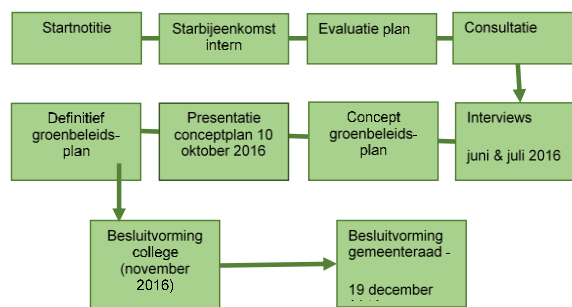 Startnotitie
Starbijeenkomst
intern
Evaluatie plan
Consultatie
Definitief
groenbeleids-
plan
Presentatie
conceptplan 10
oktober 2016
Concept
groenbeleids-
plan
Interviews
juni & juli 2016
Besluitvorming
college
(november
2016)
Besluitvorming
gemeenteraad -
19 december